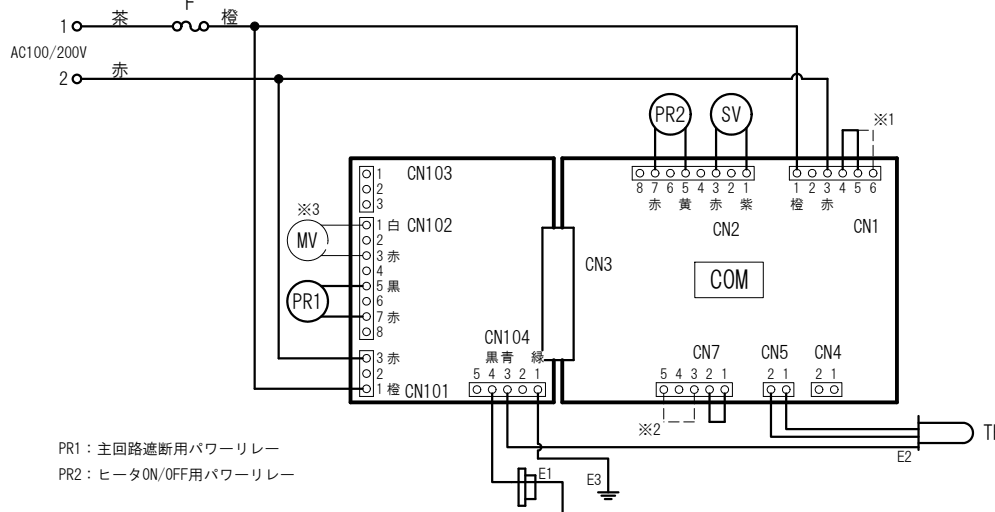 F
1 茶 橙
AC100/200V
2 赤
PR2 SV ※1
CN103
1
2
3
8 7 6 5 4 3 2 1
赤 黄 赤 紫
CN2
1 2 3 4 5 6
橙 赤
CN1
※3
MV
CN102
1 白
2
3 赤
4
5 黒
6
7 赤
8
PR1
CN3
COM
CN104
黒 青 緑
5 4 3 2 1
3 赤
2
1 橙
CN101
CN7
5 4 3 2 1
CN5
2 1
CN4
2 1
※2
E2
E1
E3
PR1：主回路遮断用パワーリレー
PR2：ヒータON/OFF用パワーリレー